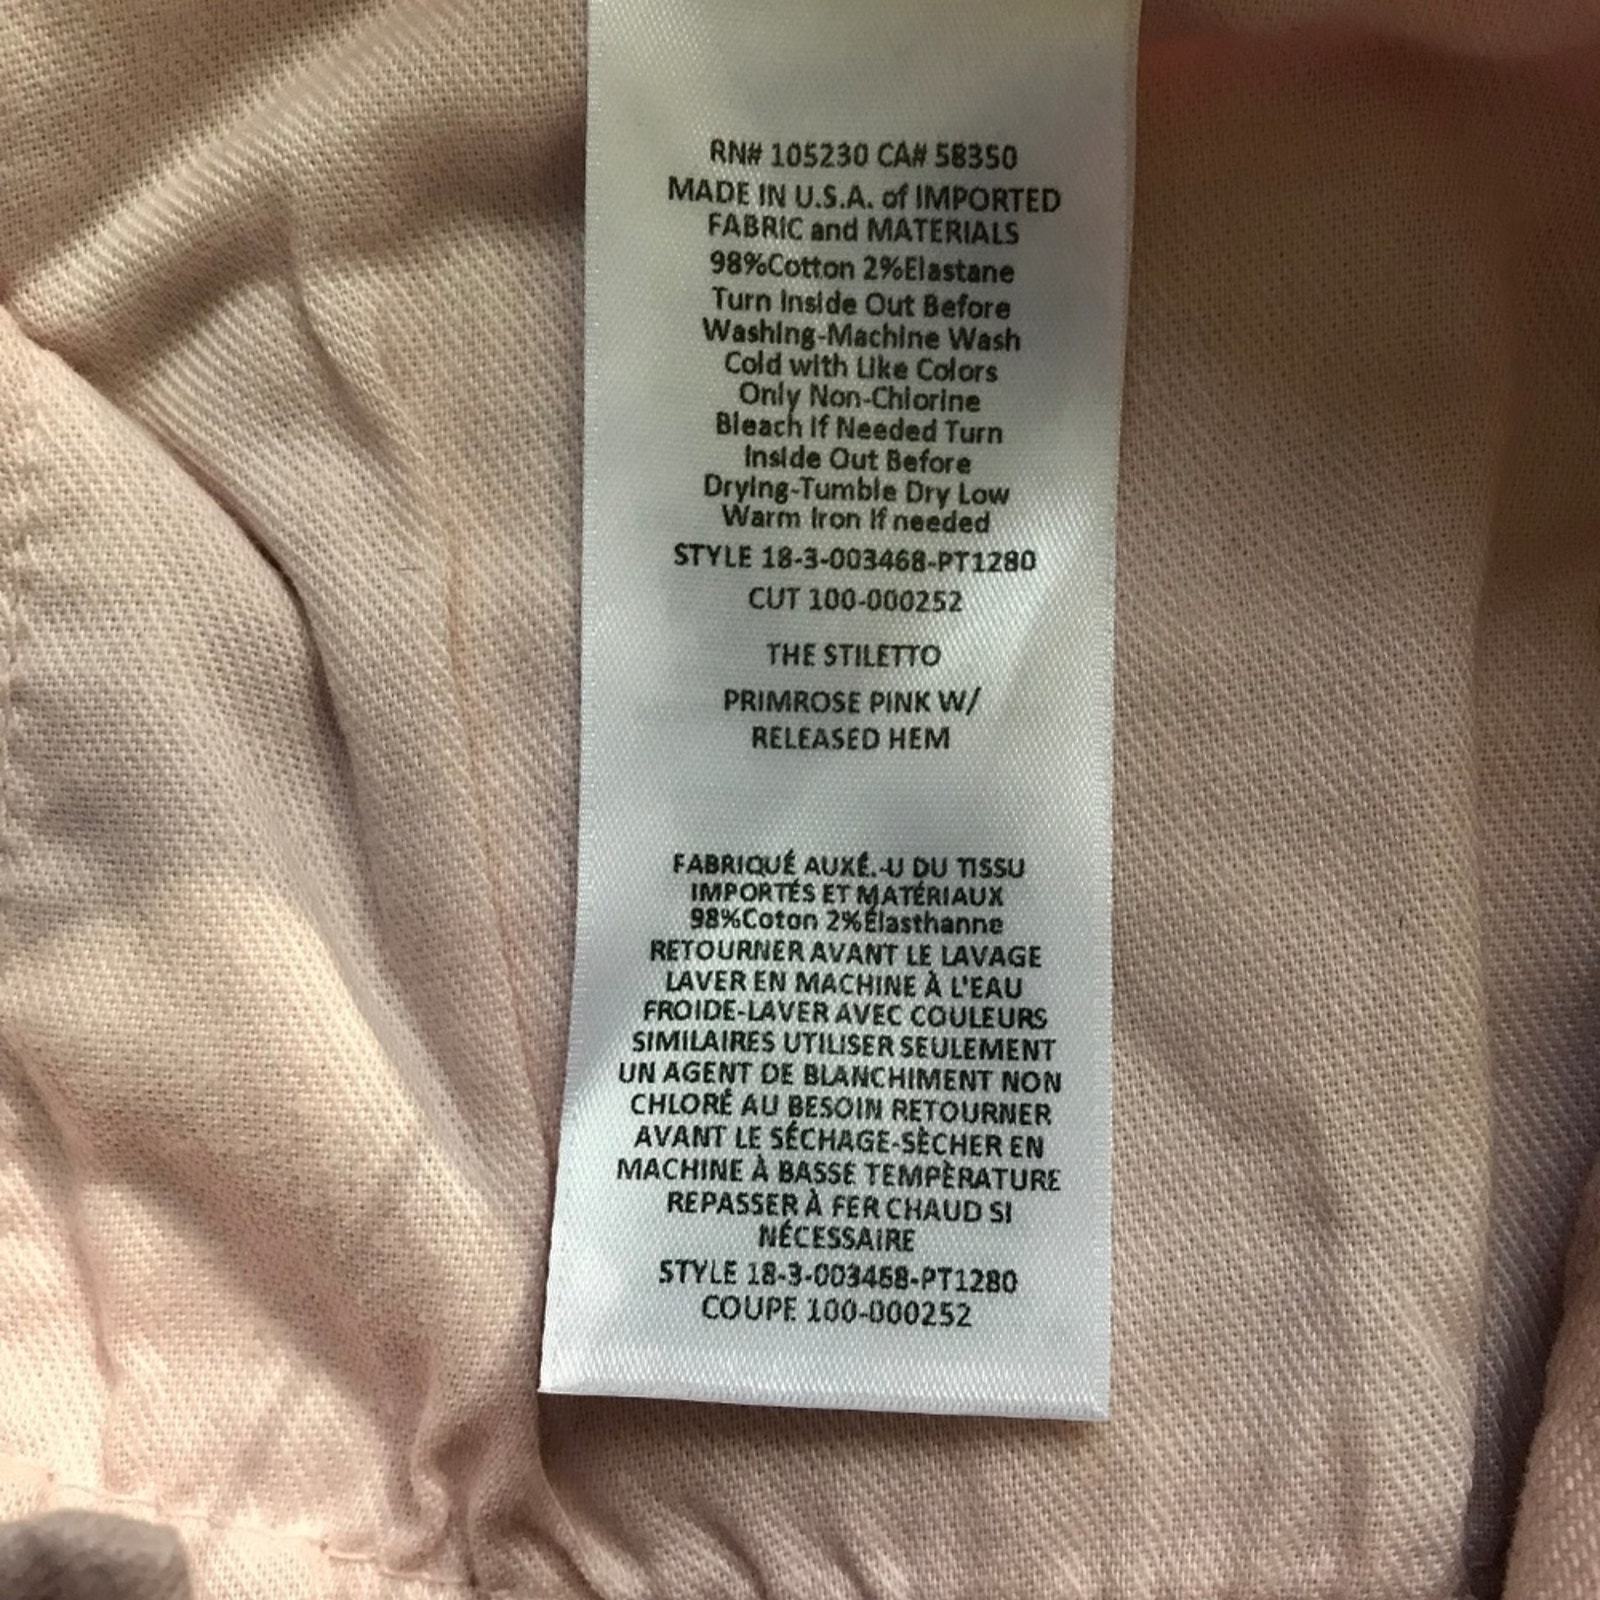 RN# 105230 CA# 58350
MADE IN U.S.A. of IMPORTED
FABRIC and MATERIALS
98%Cotton 2%Elastane
Turn Inside Out Before
Washing-Machine Wash
Cold with Like Colors
Only Non-Chlorine
Bleach If Needed Turn
Inside Out Before
Drying-Tumble Dry Low
Warm Iron If needed
STYLE 18-3-003468-PT1280
CUT 100-000252
THE STILETTO
PRIMROSE PINK W/
RELEASED HEM
FABRIQUÉ AUXÉ.-U DU TISSU
IMPORTÉS ET MATÉRIAUX
98%Coton 2%Élasthanne
RETOURNER AVANT LE LAVAGE
LAVER EN MACHINE À L'EAU
FROIDE-LAVER AVEC COULEURS
SIMILAIRES UTILISER SEULEMENT
UN AGENT DE BLANCHIMENT NON
CHLORÉ AU BESOIN RETOURNER
AVANT LE SÉCHAGE-SÈCHER EN
MACHINE À BASSE TEMPÈRATURE
REPASSER À FER CHAUD SI
NÉCESSAIRE
STYLE 18-3-003468-PT1280
COUPE 100-000252